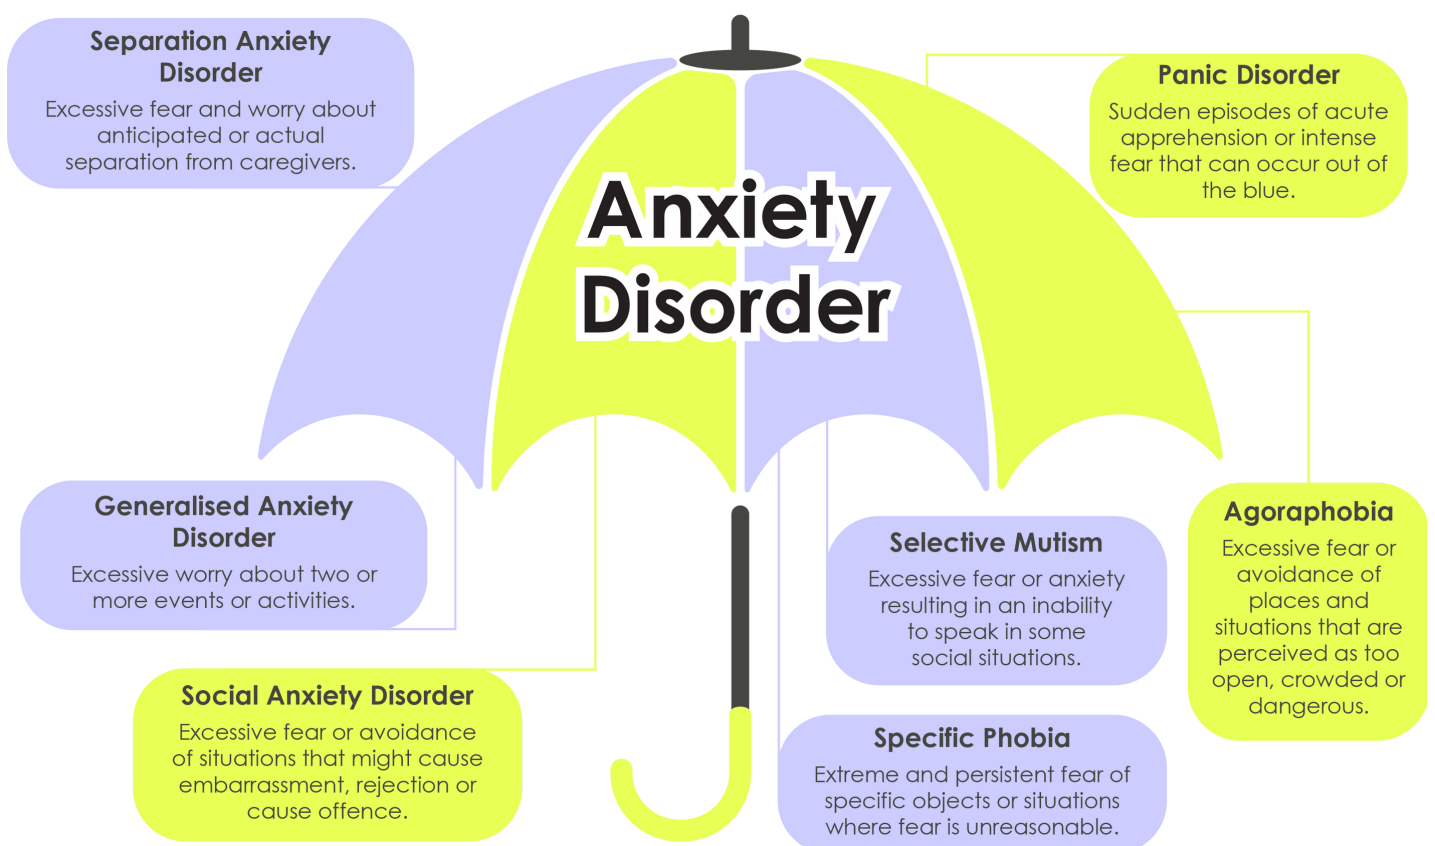 Separation Anxiety
Disorder
Excessive fear and worry about
anticipated or actual
separation from caregivers.
Panic Disorder
Sudden episodes of acute
apprehension or intense
fear that can occur out of
the blue.
Anxiety
Disorder
Generalised Anxiety
Disorder
Excessive worry about two or
more events or activities.
Selective Mutism
Excessive fear or anxiety
resulting in an inability
to speak in some
social situations.
Agoraphobia
Excessive fear or
avoidance of
places and
situations that are
perceived as too
open, crowded or
dangerous.
Social Anxiety Disorder
Excessive fear or avoidance
of situations that might cause
embarrassment, rejection or
cause offence.
Specific Phobia
Extreme and persistent fear of
specific objects or situations
where fear is unreasonable.